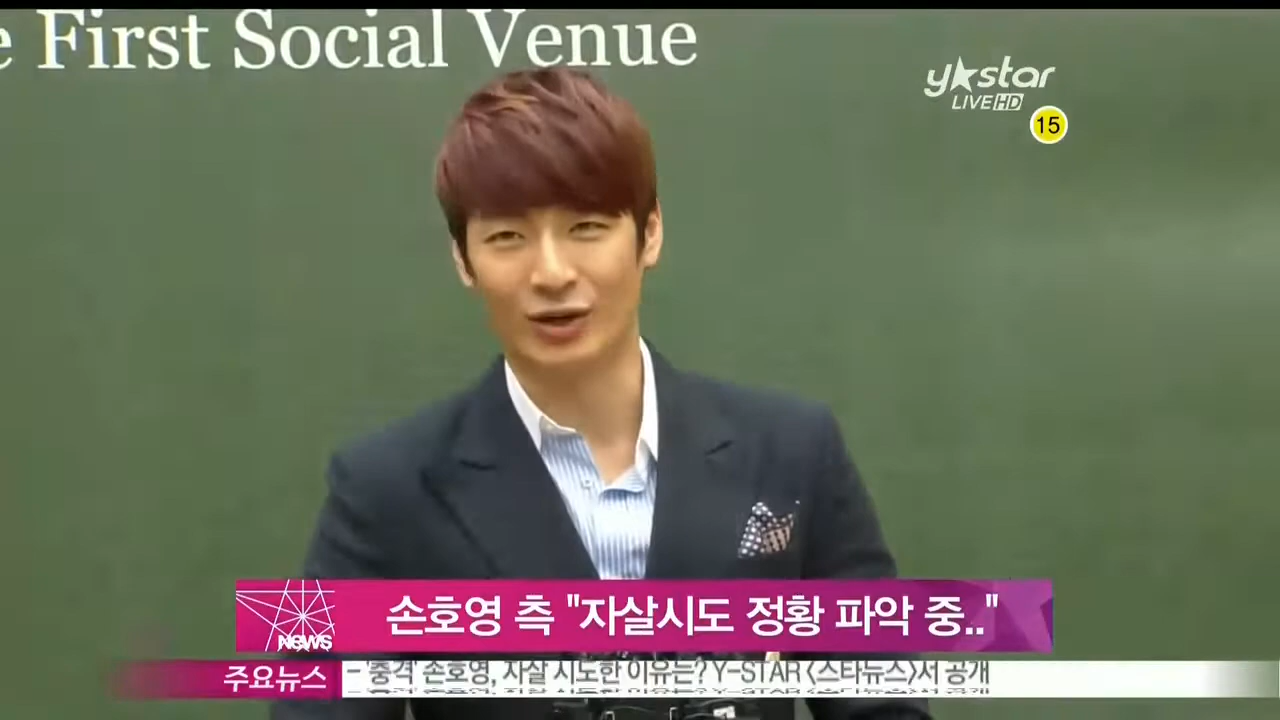 e First Social Venue
y★star
LIVE HD
15
NEWS
손호영 측 "자살시도 정황 파악 중.."
주요뉴스
- '충격' 손호영, 자살 시도한 이유는? Y-STAR <스타뉴스>서 공개